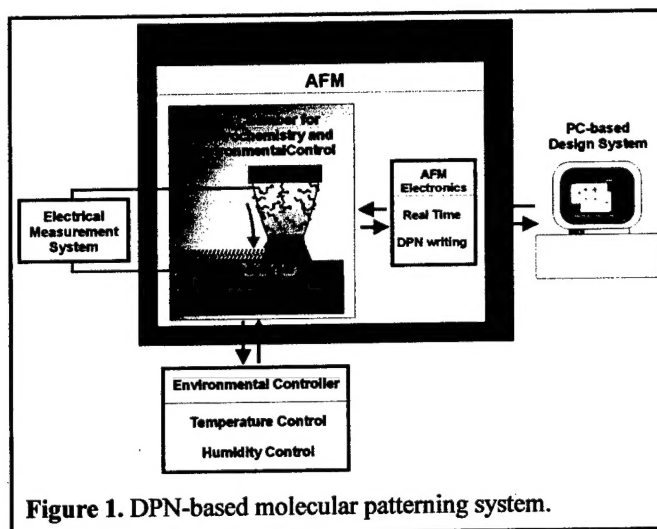 AFM
for
and
Control
Electrical
Measurement
System
AFM
Electronics
Real Time
DPN writing
PC-based
Design System
Environmental Controller
Temperature Control
Humidity Control
Figure 1. DPN-based molecular patterning system.